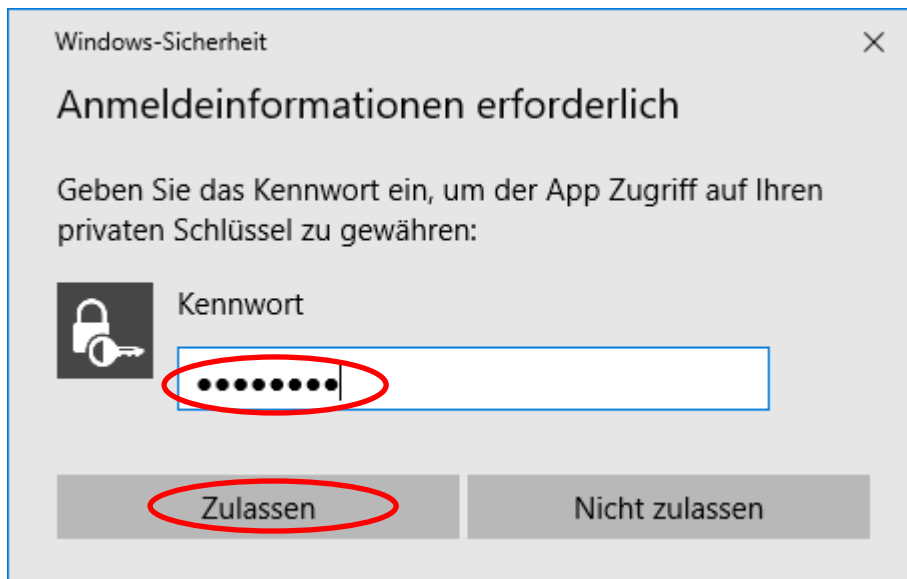 Windows-Sicherheit
Anmeldeinformationen erforderlich
Geben Sie das Kennwort ein, um der App Zugriff auf Ihren
privaten Schlüssel zu gewähren:
Kennwort
●●●●●●●●
Zulassen
Nicht zulassen